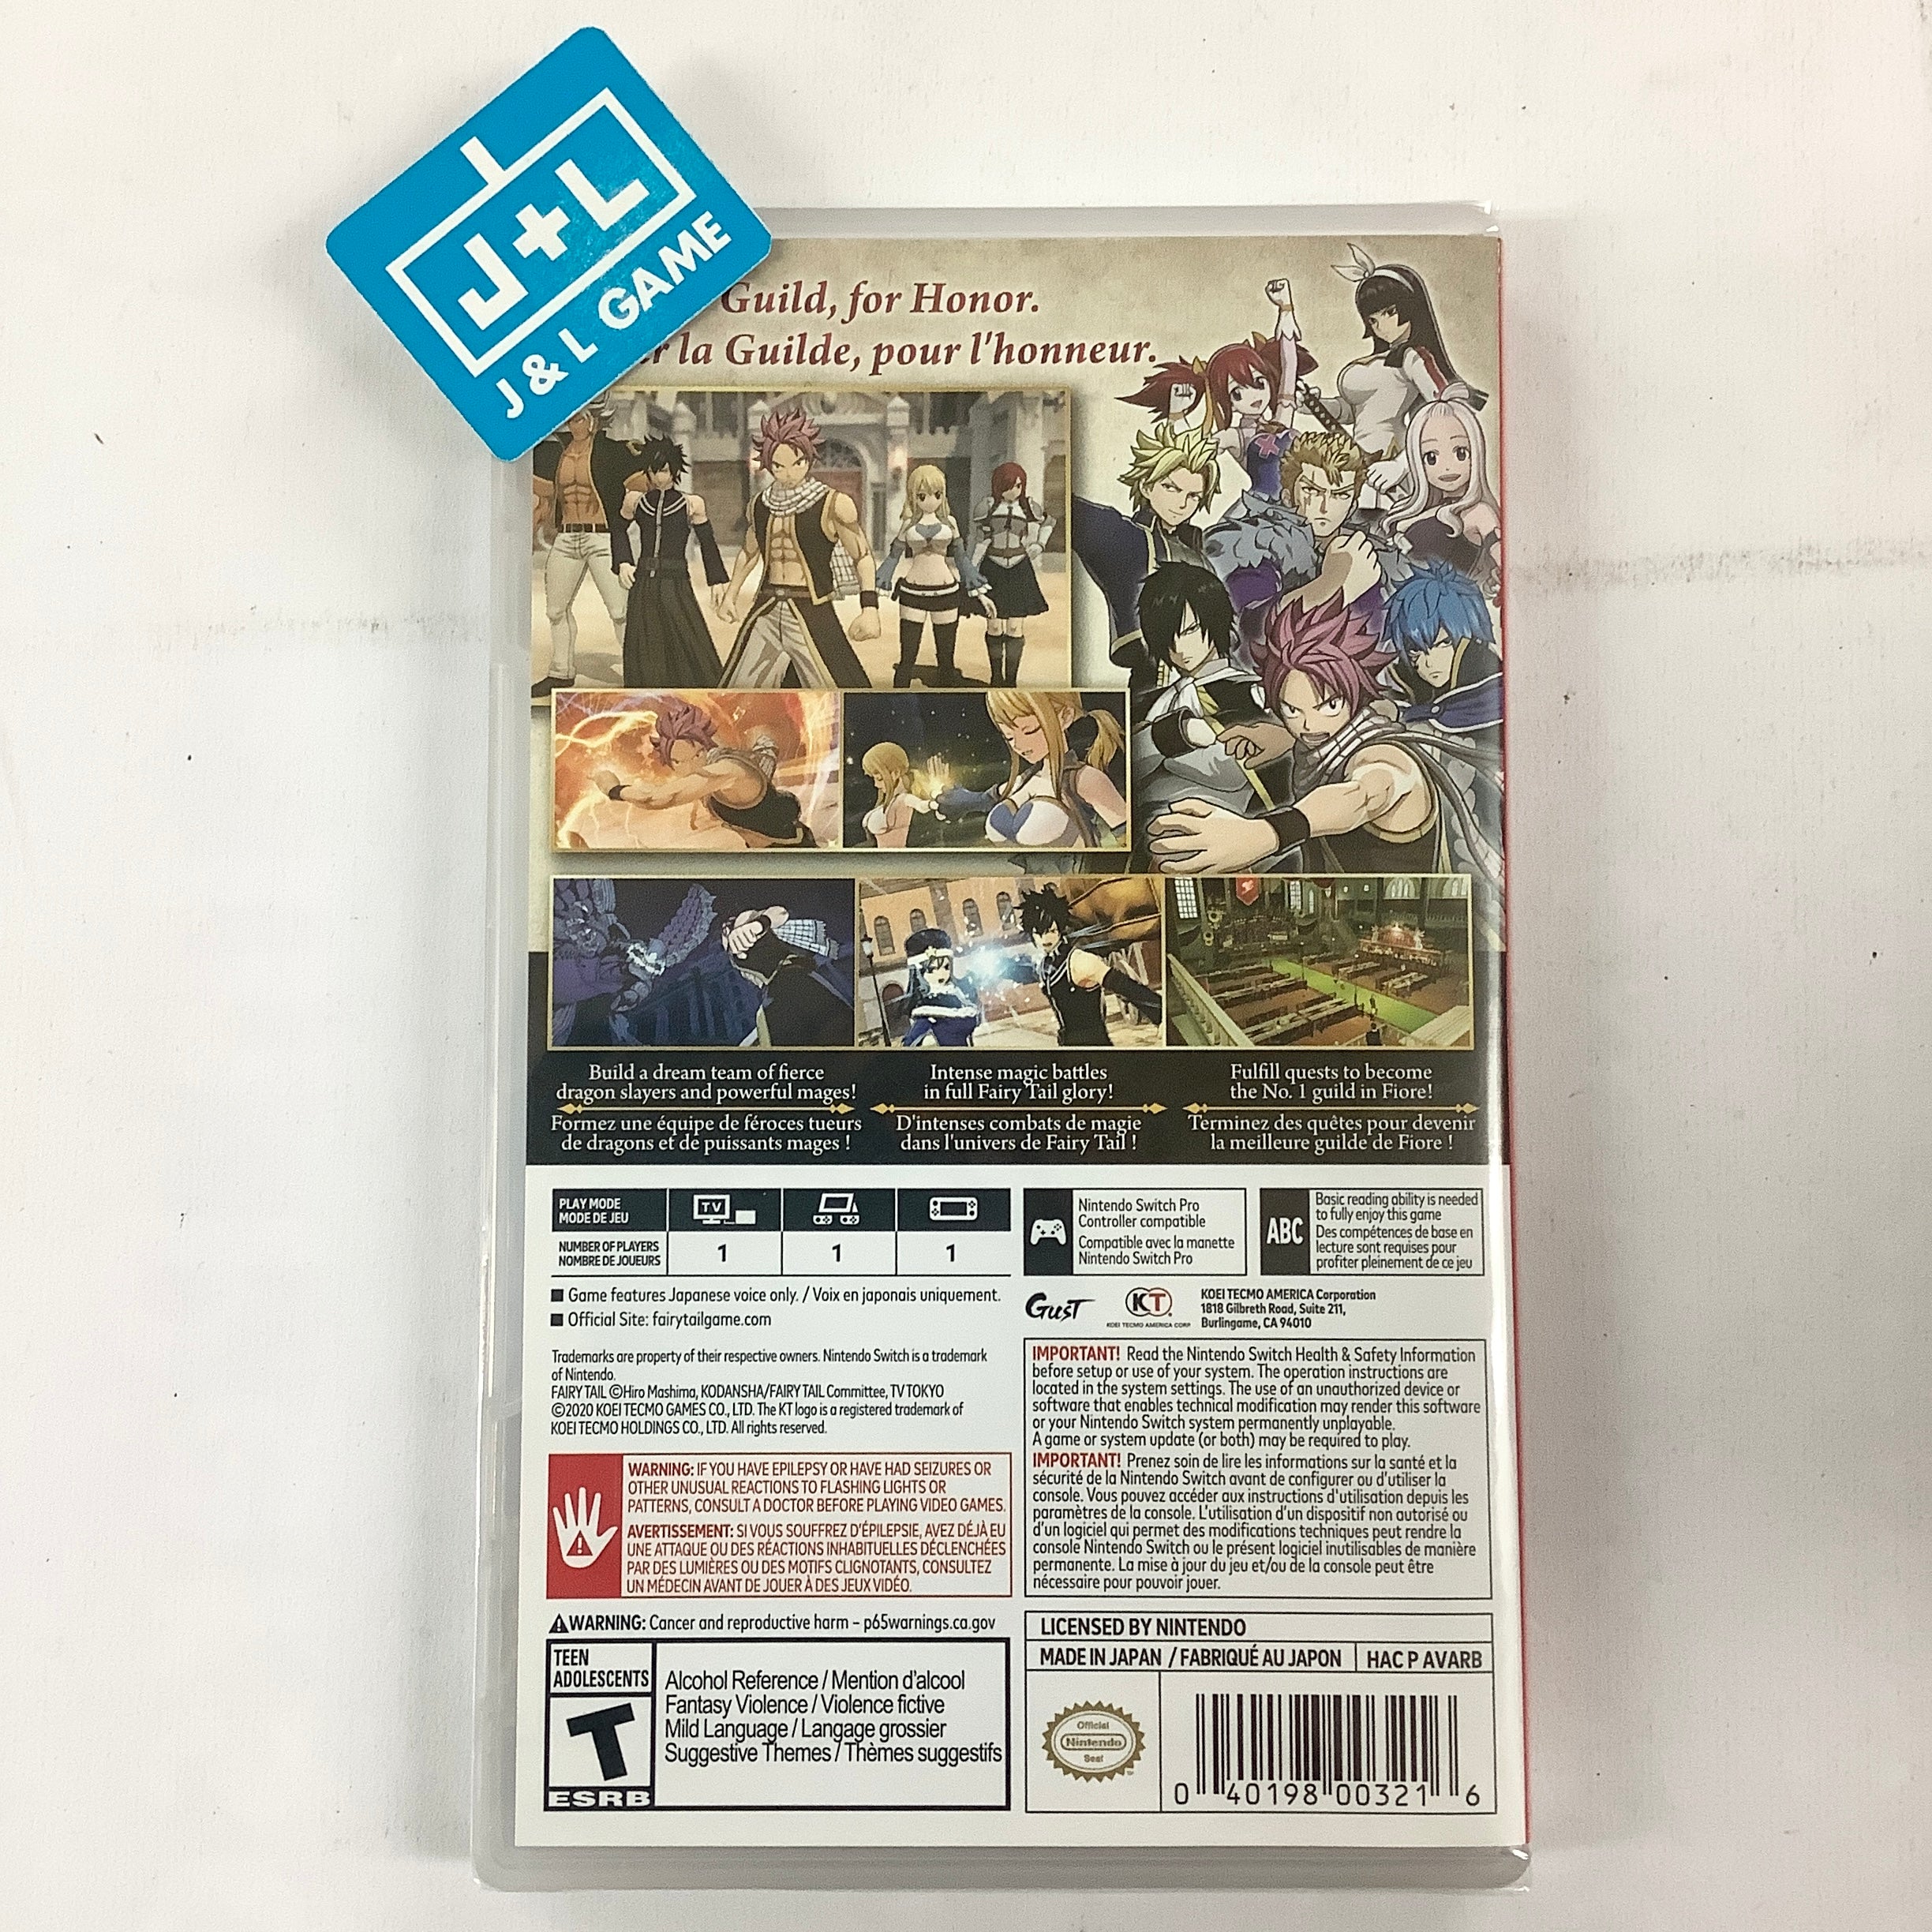 J+L
J & L GAME
Guild, for Honor.
la Guilde, pour l'honneur.
Build a dream team of fierce
dragon slayers and powerful mages!
Formez une équipe de féroces tueurs
de dragons et de puissants mages !
Intense magic battles
in full Fairy Tail glory!
D'intenses combats de magie
dans l'univers de Fairy Tail !
Fulfill quests to become
the No. 1 guild in Fiore!
Terminez des quêtes pour devenir
la meilleure guilde de Fiore !
PLAY MODE
MODE DE JEU
TV
NUMBER OF PLAYERS
NOMBRE DE JOUEURS
1 1 1
Nintendo Switch Pro
Controller compatible
Compatible avec la manette
Nintendo Switch Pro
ABC
Basic reading ability is needed
to fully enjoy this game
Des compétences de base en
lecture sont requises pour
profiter pleinement de ce jeu
■ Game features Japanese voice only. / Voix en japonais uniquement.
■ Official Site: fairytailgame.com
GUST
KT
KOEI TECMO AMERICA CORP.
KOEI TECMO AMERICA Corporation
1818 Gilbreth Road, Suite 211,
Burlingame, CA 94010
Trademarks are property of their respective owners. Nintendo Switch is a trademark
of Nintendo.
FAIRY TAIL ©Hiro Mashima, KODANSHA/FAIRY TAIL Committee, TV TOKYO
©2020 KOEI TECMO GAMES CO., LTD. The KT logo is a registered trademark of
KOEI TECMO HOLDINGS CO., LTD. All rights reserved.
IMPORTANT! Read the Nintendo Switch Health & Safety Information
before setup or use of your system. The operation instructions are
located in the system settings. The use of an unauthorized device or
software that enables technical modification may render this software
or your Nintendo Switch system permanently unplayable.
A game or system update (or both) may be required to play.
IMPORTANT! Prenez soin de lire les informations sur la santé et la
sécurité de la Nintendo Switch avant de configurer ou d'utiliser la
console. Vous pouvez accéder aux instructions d'utilisation depuis les
paramètres de la console. L'utilisation d'un dispositif non autorisé ou
d'un logiciel qui permet des modifications techniques peut rendre la
console Nintendo Switch ou le présent logiciel inutilisables de manière
permanente. La mise à jour du jeu et/ou de la console peut être
nécessaire pour pouvoir jouer.
WARNING: IF YOU HAVE EPILEPSY OR HAVE HAD SEIZURES OR
OTHER UNUSUAL REACTIONS TO FLASHING LIGHTS OR
PATTERNS, CONSULT A DOCTOR BEFORE PLAYING VIDEO GAMES.
AVERTISSEMENT: SI VOUS SOUFFREZ D'ÉPILEPSIE, AVEZ DÉJÀ EU
UNE ATTAQUE OU DES RÉACTIONS INHABITUELLES DÉCLENCHÉES
PAR DES LUMIÈRES OU DES MOTIFS CLIGNOTANTS, CONSULTEZ
UN MÉDECIN AVANT DE JOUER À DES JEUX VIDÉO.
WARNING: Cancer and reproductive harm – p65warnings.ca.gov
TEEN
ADOLESCENTS
T
ESRB
Alcohol Reference / Mention d'alcool
Fantasy Violence / Violence fictive
Mild Language / Langage grossier
Suggestive Themes / Thèmes suggestifs
LICENSED BY NINTENDO
MADE IN JAPAN / FABRIQUÉ AU JAPON HAC P AVARB
Official
Nintendo
Seal
0 40198 00321 6